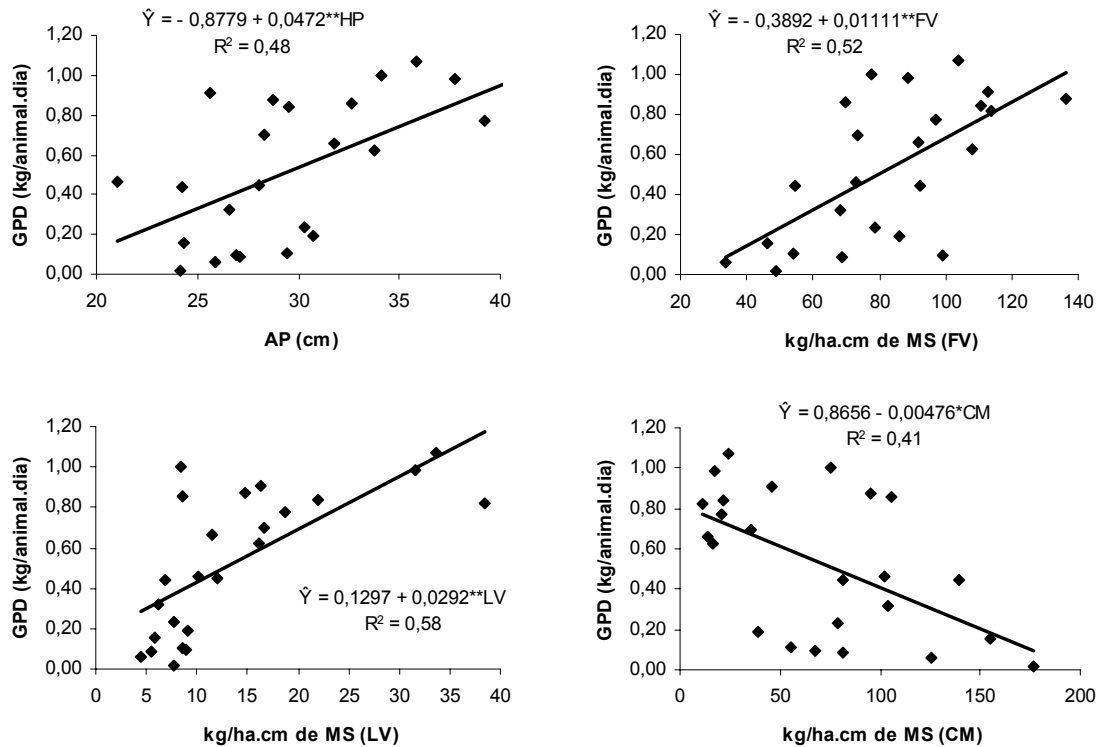 Ŷ = - 0,8779 + 0,0472**HP
R² = 0,48
GPD (kg/animal.dia)
1,20
1,00
0,80
0,60
0,40
0,20
0,00
20 25 30 35 40
AP (cm)
Ŷ = - 0,3892 + 0,01111**FV
R² = 0,52
GPD (kg/animal.dia)
1,20
1,00
0,80
0,60
0,40
0,20
0,00
20 40 60 80 100 120 140
kg/ha.cm de MS (FV)
GPD (kg/animal.dia)
1,20
1,00
0,80
0,60
0,40
0,20
0,00
Ŷ = 0,1297 + 0,0292**LV
R² = 0,58
0 5 10 15 20 25 30 35 40
kg/ha.cm de MS (LV)
Ŷ = 0,8656 - 0,00476*CM
R² = 0,41
GPD (kg/animal.dia)
1,20
1,00
0,80
0,60
0,40
0,20
0,00
0 50 100 150 200
kg/ha.cm de MS (CM)